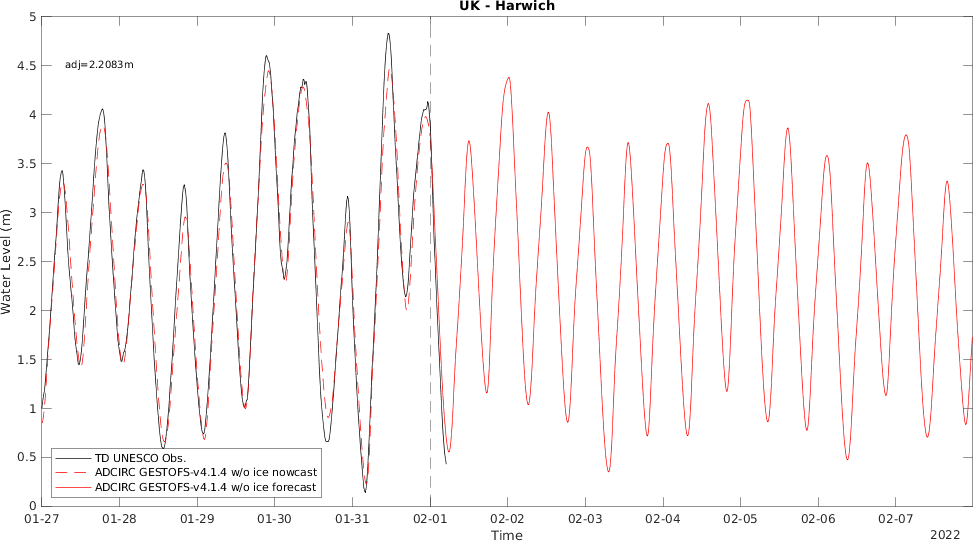 UK - Harwich
5
4.5
4
3.5
3
2.5
2
1.5
1
0.5
0
Water Level (m)
adj=2.2083m
TD UNESCO Obs.
ADCIRC GESTOFS-v4.1.4 w/o ice nowcast
ADCIRC GESTOFS-v4.1.4 w/o ice forecast
01-27 01-28 01-29 01-30 01-31 02-01 02-02 02-03 02-04 02-05 02-06 02-07
Time
2022